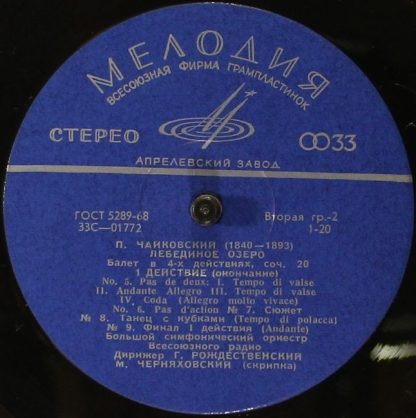 МЕЛОДИЯ
ВСЕСОЮЗНАЯ ФИРМА ГРАМПЛАСТИНОК
СТЕРЕО 33
АПРЕЛЕВСКИЙ ЗАВОД
ГОСТ 5289-68 Вторая гр.-2
33С—01772 1-20
П. ЧАЙКОВСКИЙ (1840—1893)
ЛЕБЕДИНОЕ ОЗЕРО
Балет в 4-х действиях, соч. 20
1 ДЕЙСТВИЕ (окончание)
No. 5. Pas de deux; I. Tempo di valse
II. Andante Allegro III. Tempo di valse
IV. Coda (Allegro molto vivace)
No. 6. Pas d'action № 7. Сюжет
№ 8. Танец с кубками (Tempo di polacca)
№ 9. Финал 1 действия (Andante)
Большой симфонический оркестр
Всесоюзного радио
Дирижер Г. РОЖДЕСТВЕНСКИЙ
М. ЧЕРНЯХОВСКИЙ (скрипка)